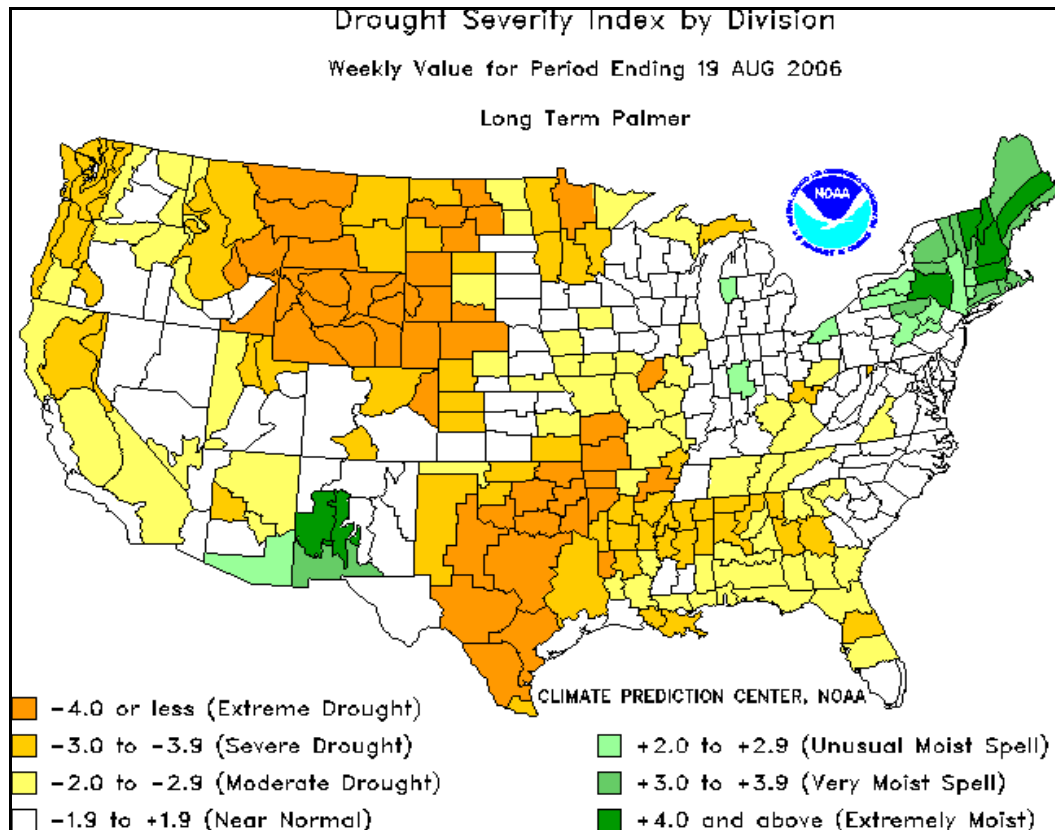 Drought Severity Index by Division
Weekly Value for Period Ending 19 AUG 2006
Long Term Palmer
NOAA
CLIMATE PREDICTION CENTER, NOAA
-4.0 or less (Extreme Drought)
-3.0 to -3.9 (Severe Drought)
-2.0 to -2.9 (Moderate Drought)
-1.9 to +1.9 (Near Normal)
+2.0 to +2.9 (Unusual Moist Spell)
+3.0 to +3.9 (Very Moist Spell)
+4.0 and above (Extremely Moist)